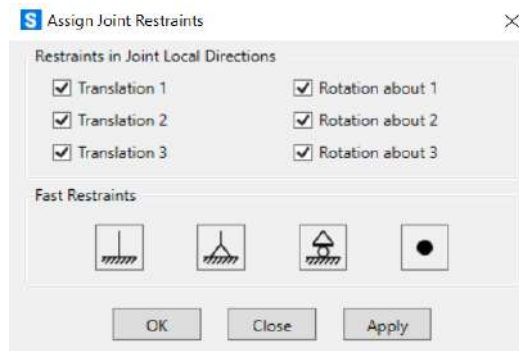 S Assign Joint Restraints
Restraints in Joint Local Directions
Translation 1 Rotation about 1
Translation 2 Rotation about 2
Translation 3 Rotation about 3
Fast Restraints
OK Close Apply